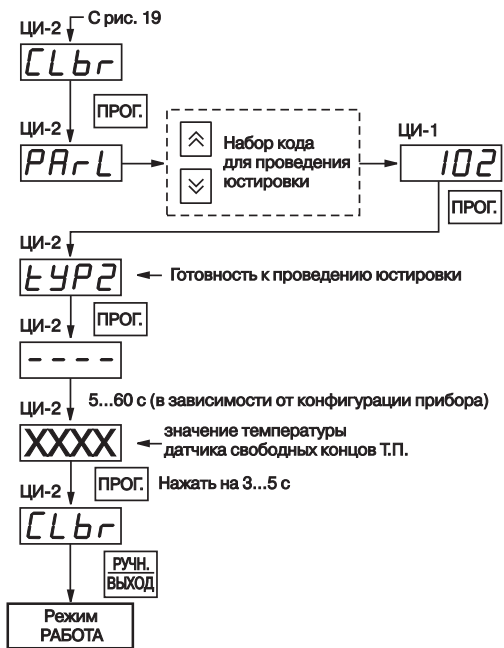 С рис. 19
ЦИ-2
CLbr
ПРОГ.
ЦИ-2
PArL
Набор кода
для проведения
юстировки
ЦИ-1
102
ПРОГ.
ЦИ-2
tYP2
Готовность к проведению юстировки
ПРОГ.
ЦИ-2
- - - -
5...60 с (в зависимости от конфигурации прибора)
ЦИ-2
XXXX
значение температуры
датчика свободных концов Т.П.
ПРОГ.
Нажать на 3...5 с
ЦИ-2
CLbr
РУЧН.
ВЫХОД
Режим
РАБОТА